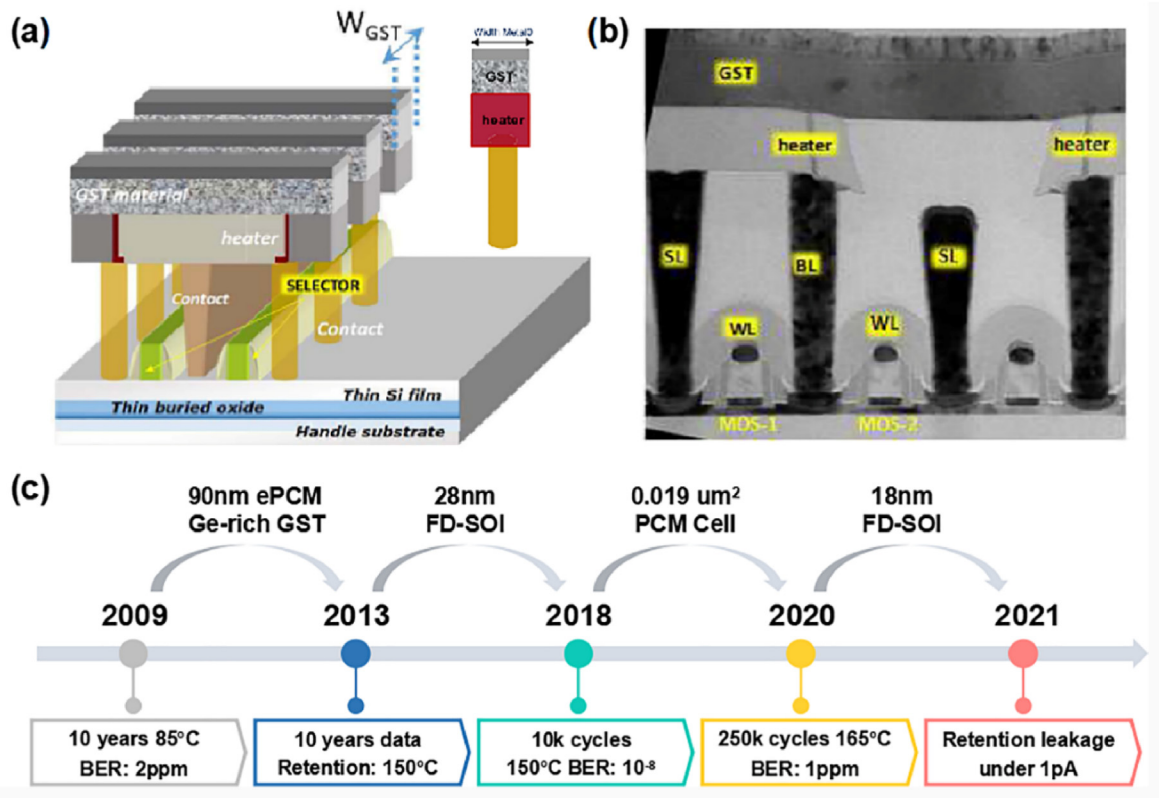 (a)
W_GST
Width Metal0
GST
heater
GST material
heater
Contact
SELECTOR
Contact
Thin Si film
Thin buried oxide
Handle substrate
(b)
GST
heater
heater
SL
BL
SL
WL
WL
MOS-1
MOS-2
(c)
90nm ePCM
Ge-rich GST
28nm
FD-SOI
0.019 um²
PCM Cell
18nm
FD-SOI
2009
2013
2018
2020
2021
10 years 85°C
BER: 2ppm
10 years data
Retention: 150°C
10k cycles
150°C BER: 10⁻⁸
250k cycles 165°C
BER: 1ppm
Retention leakage
under 1pA